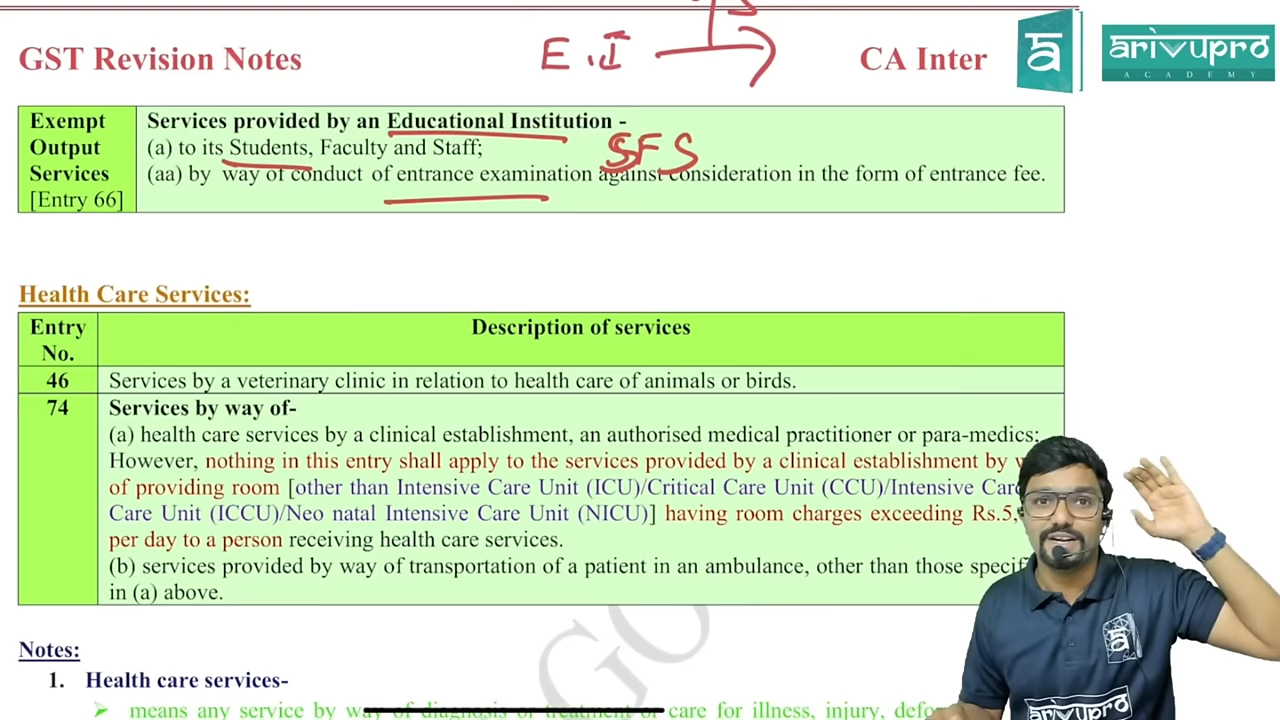 E.I
GST Revision Notes
CA Inter
arivupro
ACADEMY
Exempt Output Services [Entry 66]
Services provided by an Educational Institution -
(a) to its Students, Faculty and Staff;
SFS
(aa) by way of conduct of entrance examination against consideration in the form of entrance fee.
Health Care Services:
Entry No.
Description of services
46
Services by a veterinary clinic in relation to health care of animals or birds.
74
Services by way of-
(a) health care services by a clinical establishment, an authorised medical practitioner or para-medics;
However, nothing in this entry shall apply to the services provided by a clinical establishment by
of providing room [other than Intensive Care Unit (ICU)/Critical Care Unit (CCU)/Intensive
Care Unit (ICCU)/Neo natal Intensive Care Unit (NICU)] having room charges exceeding Rs.5,
per day to a person receiving health care services.
(b) services provided by way of transportation of a patient in an ambulance, other than those
in (a) above.
Notes:
1. Health care services-
means any service by way of diagnosis or treatment or care for illness, injury,
arivupro